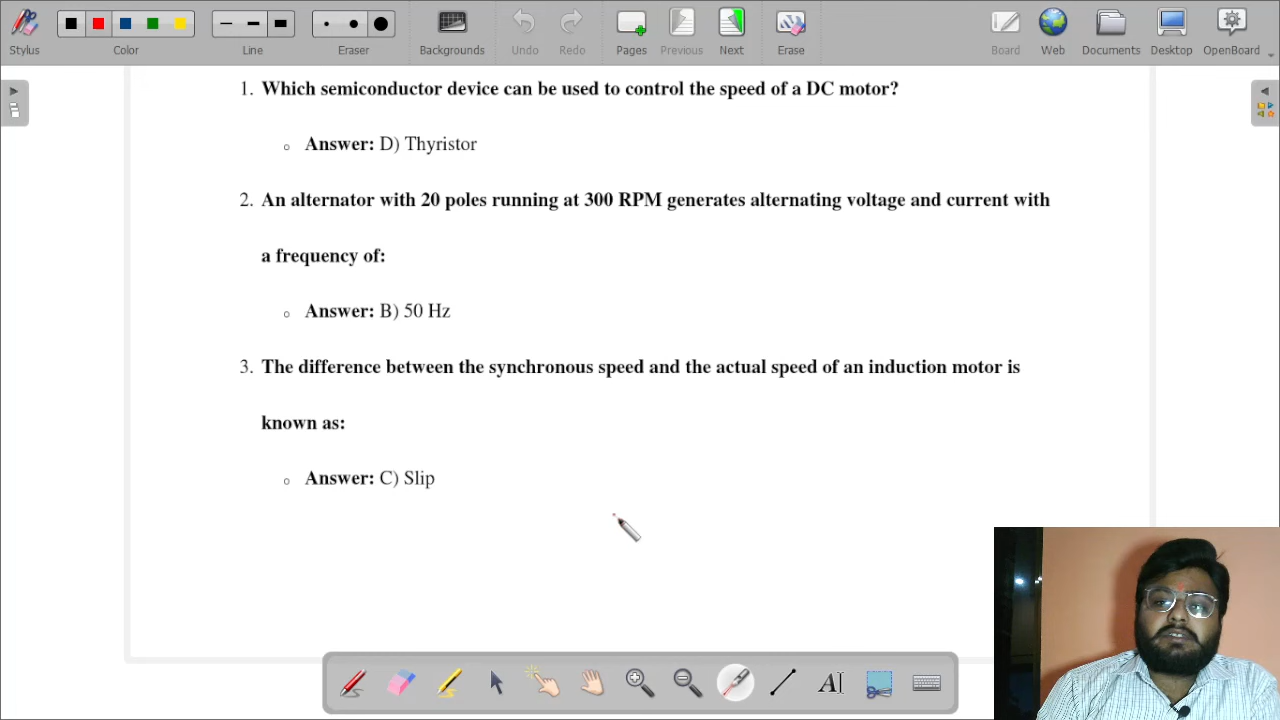 Stylus
Color
Line
Eraser
Backgrounds
Undo
Redo
Pages
Previous
Next
Erase
Board
Web
Documents
Desktop
OpenBoard
1. Which semiconductor device can be used to control the speed of a DC motor?
o Answer: D) Thyristor
2. An alternator with 20 poles running at 300 RPM generates alternating voltage and current with
a frequency of:
o Answer: B) 50 Hz
3. The difference between the synchronous speed and the actual speed of an induction motor is
known as:
o Answer: C) Slip